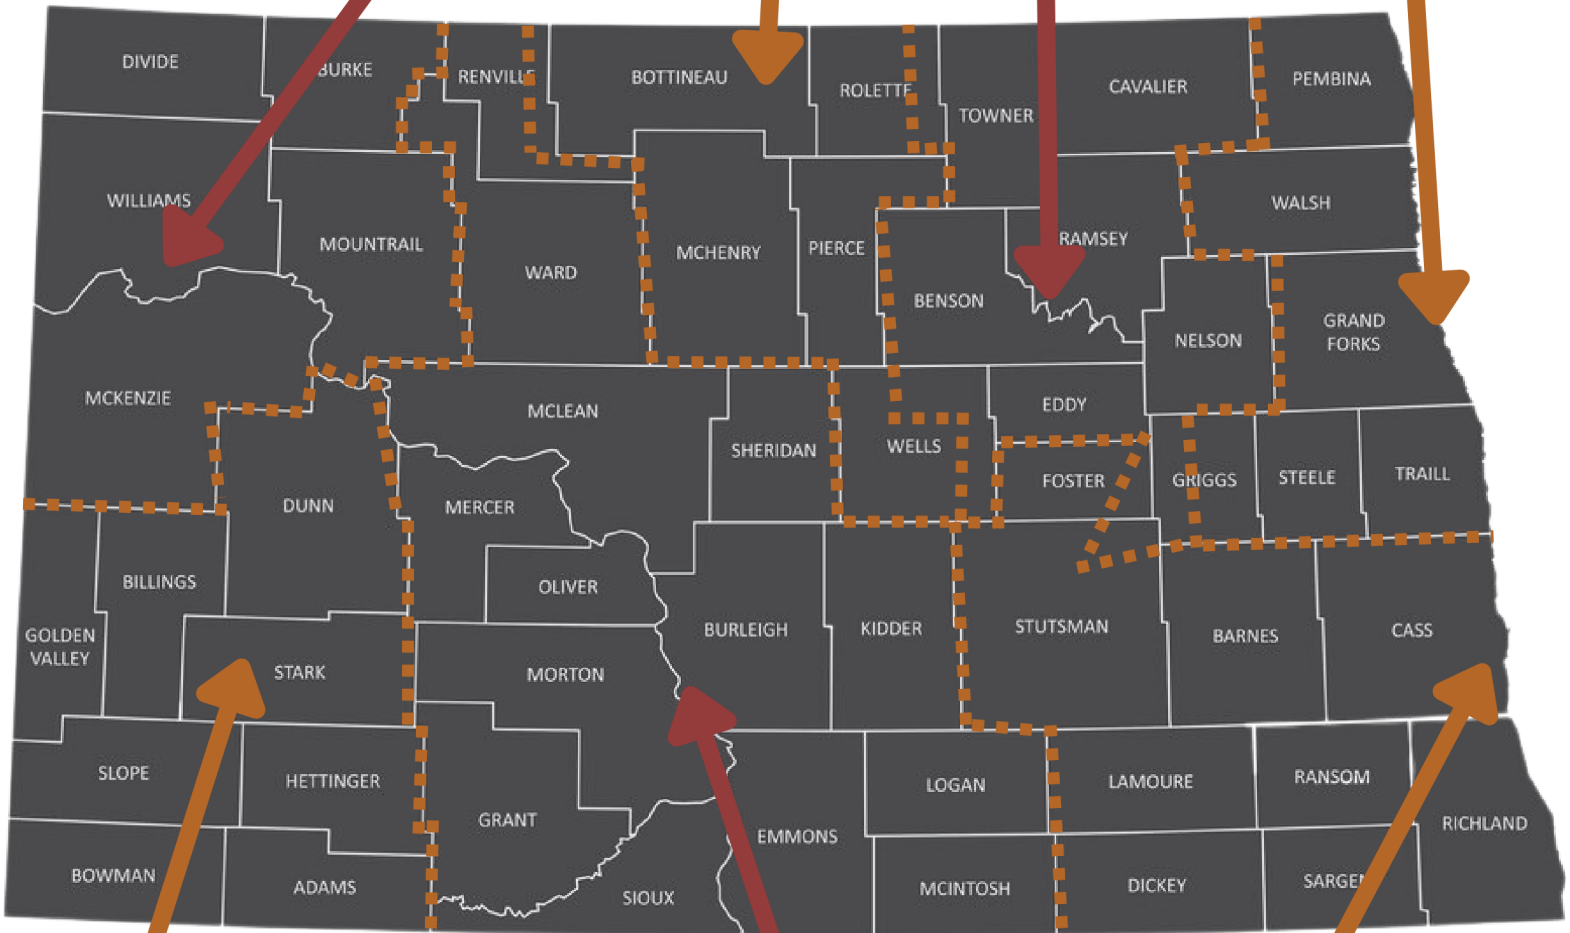 DIVIDE
BURKE
RENVILLE
BOTTINEAU
ROLETTE
TOWNER
CAVALIER
PEMBINA
WILLIAMS
MOUNTRAIL
WARD
MCHENRY
PIERCE
BENSON
RAMSEY
WALSH
NELSON
GRAND
FORKS
MCKENZIE
MCLEAN
SHERIDAN
WELLS
EDDY
FOSTER
GRIGGS
STEELE
TRAILL
DUNN
MERCER
OLIVER
BILLINGS
GOLDEN
VALLEY
STARK
MORTON
BURLEIGH
KIDDER
STUTSMAN
BARNES
CASS
SLOPE
HETTINGER
GRANT
EMMONS
LOGAN
LAMOURE
RANSOM
RICHLAND
BOWMAN
ADAMS
SIOUX
MCINTOSH
DICKEY
SARGEN